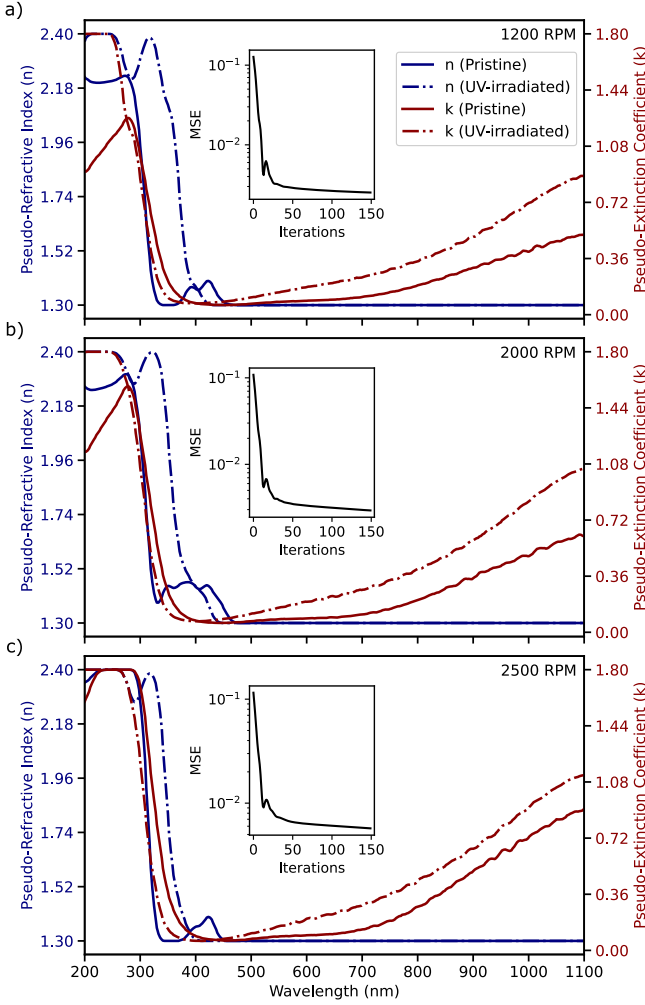 a)
1200 RPM
2.40
2.18
1.96
1.74
1.52
1.30
Pseudo-Refractive Index (n)
10⁻¹
10⁻²
MSE
0 50 100 150
Iterations
n (Pristine)
n (UV-irradiated)
k (Pristine)
k (UV-irradiated)
1.80
1.44
1.08
0.72
0.36
0.00
Pseudo-Extinction Coefficient (k)
b)
2000 RPM
2.40
2.18
1.96
1.74
1.52
1.30
Pseudo-Refractive Index (n)
10⁻¹
10⁻²
MSE
0 50 100 150
Iterations
1.80
1.44
1.08
0.72
0.36
0.00
Pseudo-Extinction Coefficient (k)
c)
2500 RPM
2.40
2.18
1.96
1.74
1.52
1.30
Pseudo-Refractive Index (n)
10⁻¹
10⁻²
MSE
0 50 100 150
Iterations
1.80
1.44
1.08
0.72
0.36
0.00
Pseudo-Extinction Coefficient (k)
200 300 400 500 600 700 800 900 1000 1100
Wavelength (nm)